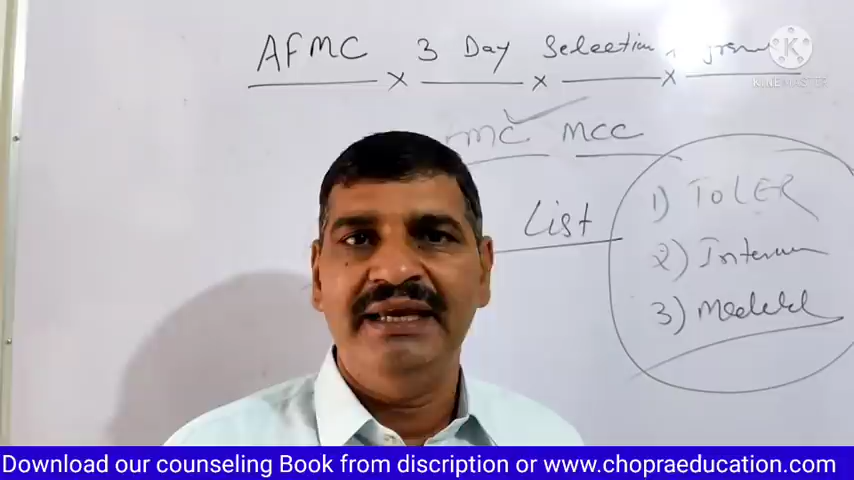 AFMC 3 Day Selection
K
KINEMASTER
MCC
List
1) ToLER
2) Interview
3) Medical
Download our counseling Book from discription or www.chopraeducation.com